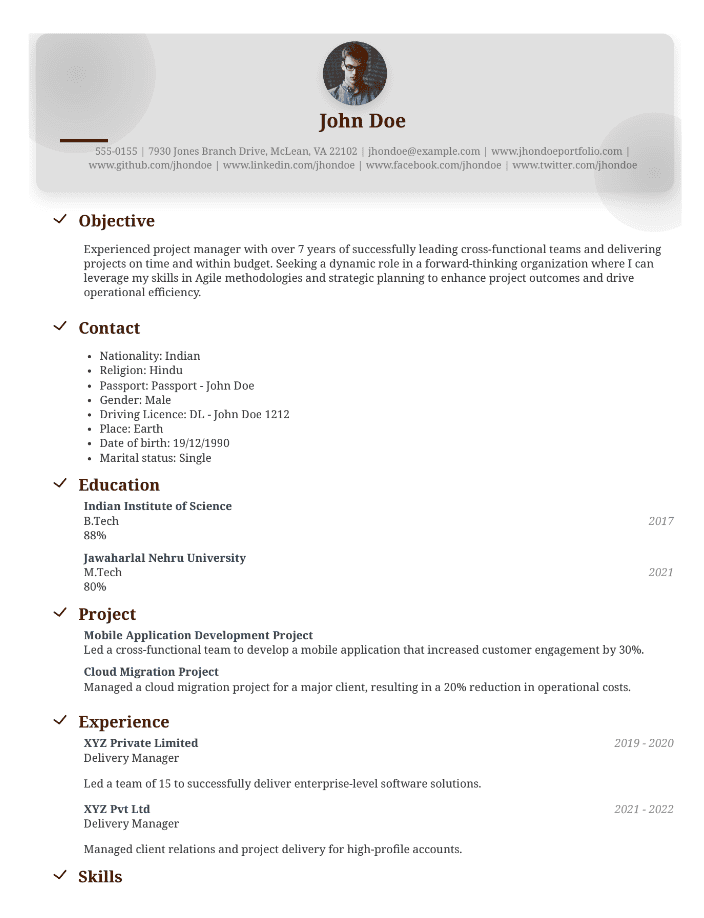 John Doe
555-0155 | 7930 Jones Branch Drive, McLean, VA 22102 | jhondoe@example.com | www.jhondoeportfolio.com |
www.github.com/jhondoe | www.linkedin.com/jhondoe | www.facebook.com/jhondoe | www.twitter.com/jhondoe
Objective
Experienced project manager with over 7 years of successfully leading cross-functional teams and delivering
projects on time and within budget. Seeking a dynamic role in a forward-thinking organization where I can
leverage my skills in Agile methodologies and strategic planning to enhance project outcomes and drive
operational efficiency.
Contact
• Nationality: Indian
• Religion: Hindu
• Passport: Passport - John Doe
• Gender: Male
• Driving Licence: DL - John Doe 1212
• Place: Earth
• Date of birth: 19/12/1990
• Marital status: Single
Education
Indian Institute of Science
B.Tech 2017
88%
Jawaharlal Nehru University
M.Tech 2021
80%
Project
Mobile Application Development Project
Led a cross-functional team to develop a mobile application that increased customer engagement by 30%.
Cloud Migration Project
Managed a cloud migration project for a major client, resulting in a 20% reduction in operational costs.
Experience
XYZ Private Limited 2019 - 2020
Delivery Manager
Led a team of 15 to successfully deliver enterprise-level software solutions.
XYZ Pvt Ltd 2021 - 2022
Delivery Manager
Managed client relations and project delivery for high-profile accounts.
Skills